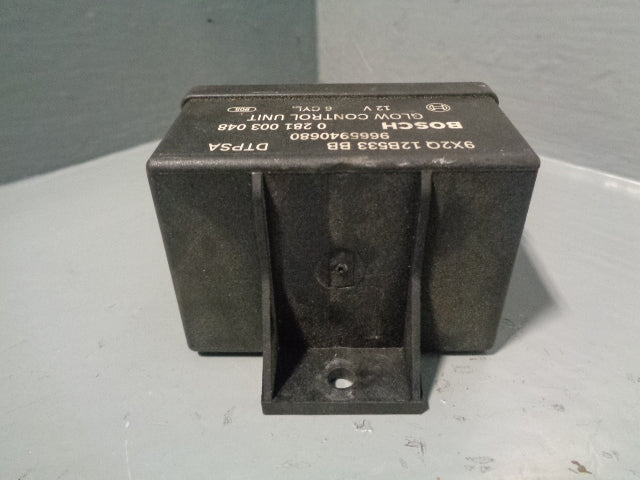 9X2Q 12B533 BB DTPSA
9665940680
BOSCH 0 281 003 048
GLOW CONTROL UNIT
12 V 6 CYL.